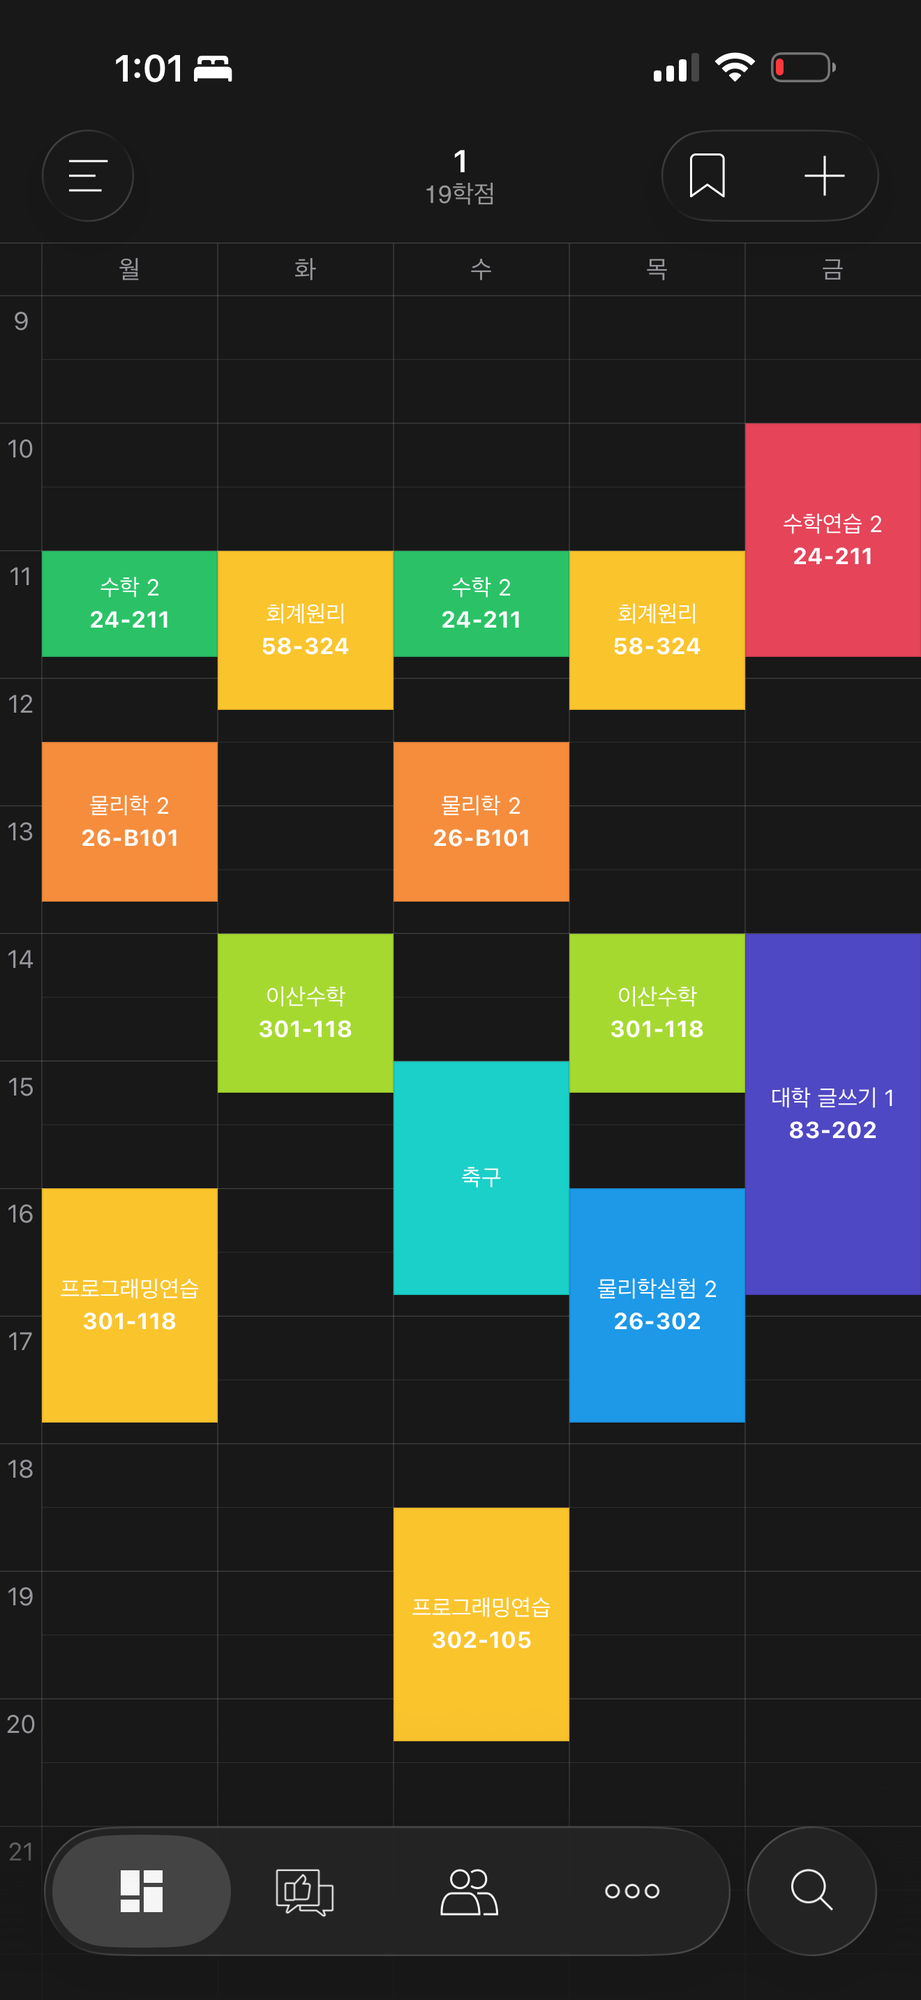 1:01
1
19학점
월 화 수 목 금
9
10
수학연습 2
24-211
11
수학 2
24-211
회계원리
58-324
수학 2
24-211
회계원리
58-324
12
물리학 2
26-B101
물리학 2
26-B101
13
14
이산수학
301-118
이산수학
301-118
대학 글쓰기 1
83-202
15
축구
16
프로그래밍연습
301-118
물리학실험 2
26-302
17
18
프로그래밍연습
302-105
19
20
21